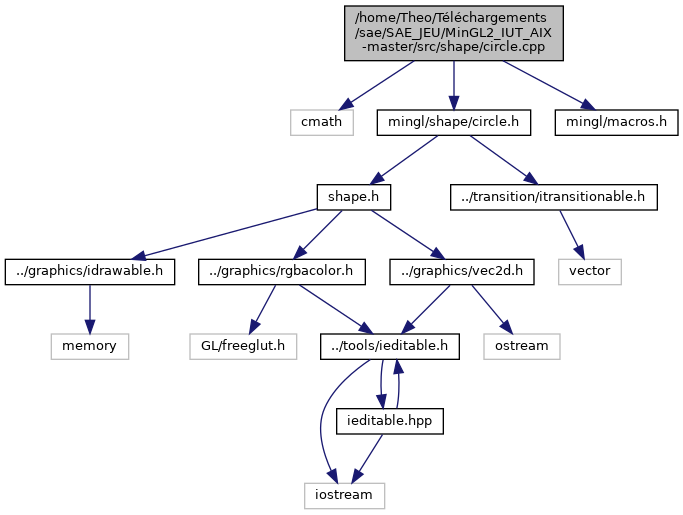 /home/Theo/Téléchargements
/sae/SAE_JEU/MinGL2_IUT_AIX
-master/src/shape/circle.cpp
cmath
mingl/shape/circle.h
mingl/macros.h
shape.h
../transition/itransitionable.h
../graphics/idrawable.h
../graphics/rgbacolor.h
../graphics/vec2d.h
vector
memory
GL/freeglut.h
../tools/ieditable.h
ostream
ieditable.hpp
iostream